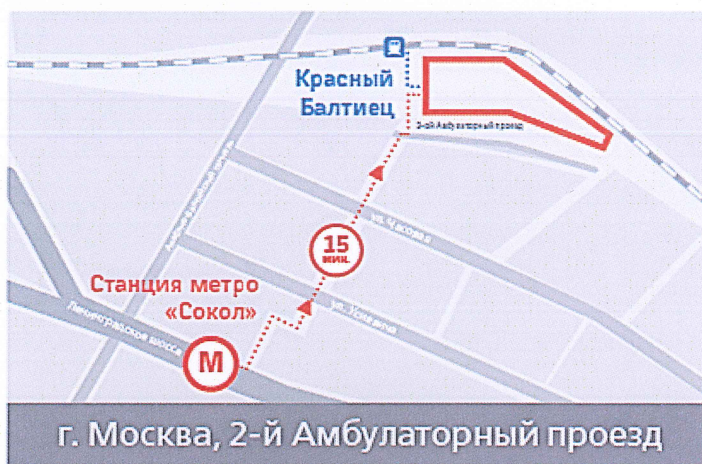 Красный
Балтиец
2-ой Амбулаторный проезд
ул. Часовая
15
мин.
Станция метро
«Сокол»
ул. Усиевича
Ленинградское шоссе
М
г. Москва, 2-й Амбулаторный проезд